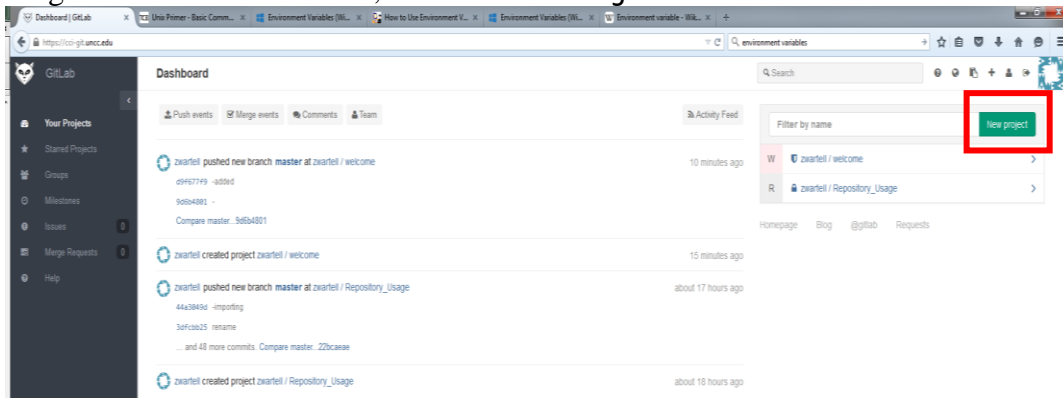 Dashboard | GitLab
Unix Primer - Basic Comm...
Environment Variables (Wi...
How to Use Environment V...
Environment Variables (Wi...
Environment variable - Wik...
https://cci-git.uncc.edu
environment variables
GitLab
Dashboard
Search
Push events
Merge events
Comments
Team
Activity Feed
Filter by name
New project
Your Projects
Starred Projects
Groups
Milestones
Issues 0
Merge Requests 0
Help
zwartell pushed new branch master at zwartell / welcome
10 minutes ago
d9f677f9 -added
9d6b4801 -
Compare master...9d6b4801
zwartell created project zwartell / welcome
15 minutes ago
zwartell pushed new branch master at zwartell / Repository_Usage
about 17 hours ago
44a3049d -importing
3dfcbb25 rename
... and 48 more commits. Compare master...22bcaeae
zwartell created project zwartell / Repository_Usage
about 18 hours ago
W zwartell / welcome
R zwartell / Repository_Usage
Homepage Blog @gitlab Requests